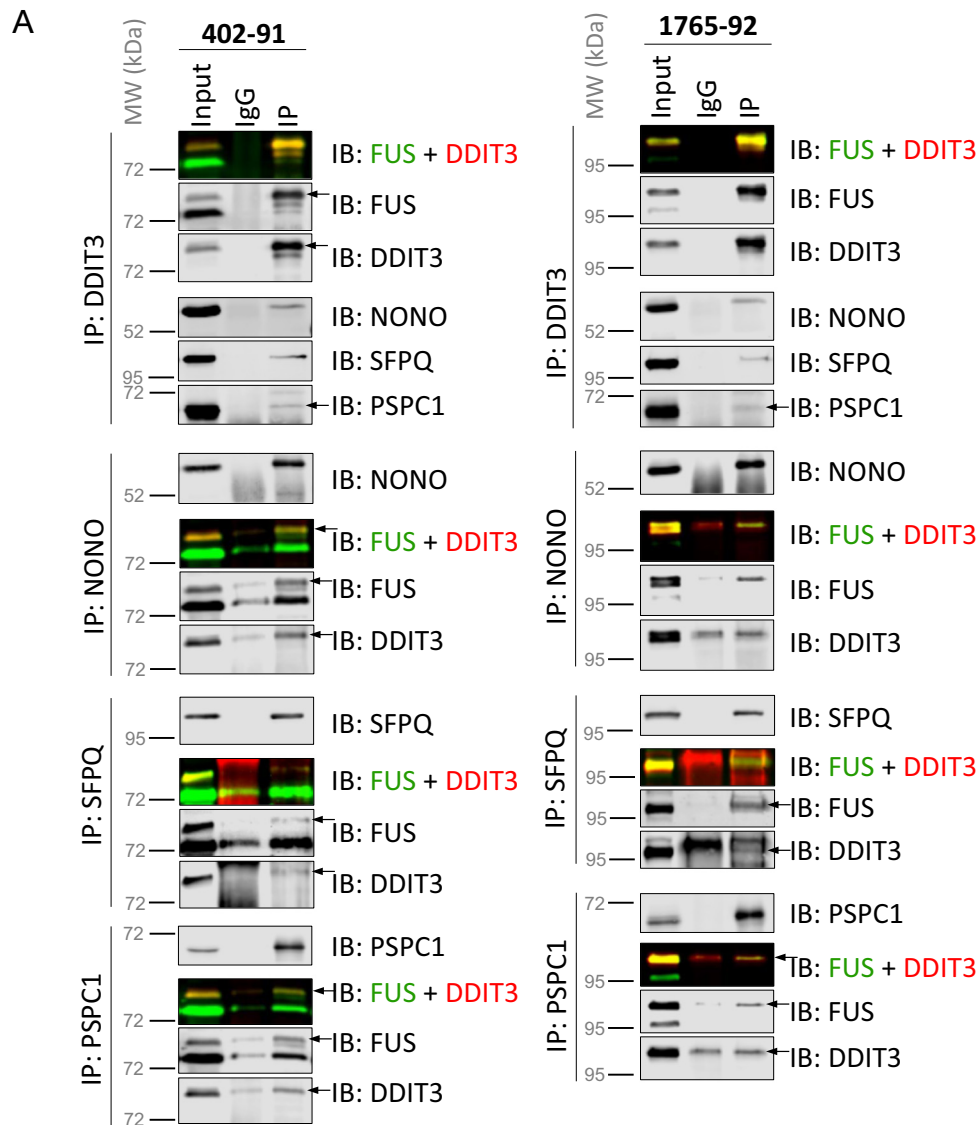 A
402-91
MW (kDa)
Input
IgG
IP
IP: DDIT3
72
IB: FUS + DDIT3
72
IB: FUS
72
IB: DDIT3
52
IB: NONO
95
IB: SFPQ
72
IB: PSPC1
IP: NONO
52
IB: NONO
72
IB: FUS + DDIT3
72
IB: FUS
72
IB: DDIT3
IP: SFPQ
95
IB: SFPQ
72
IB: FUS + DDIT3
72
IB: FUS
72
IB: DDIT3
IP: PSPC1
72
IB: PSPC1
72
IB: FUS + DDIT3
72
IB: FUS
72
IB: DDIT3
1765-92
MW (kDa)
Input
IgG
IP
IP: DDIT3
95
IB: FUS + DDIT3
95
IB: FUS
95
IB: DDIT3
52
IB: NONO
95
IB: SFPQ
72
IB: PSPC1
IP: NONO
52
IB: NONO
95
IB: FUS + DDIT3
95
IB: FUS
95
IB: DDIT3
IP: SFPQ
95
IB: SFPQ
95
IB: FUS + DDIT3
95
IB: FUS
95
IB: DDIT3
IP: PSPC1
72
IB: PSPC1
95
IB: FUS + DDIT3
95
IB: FUS
95
IB: DDIT3